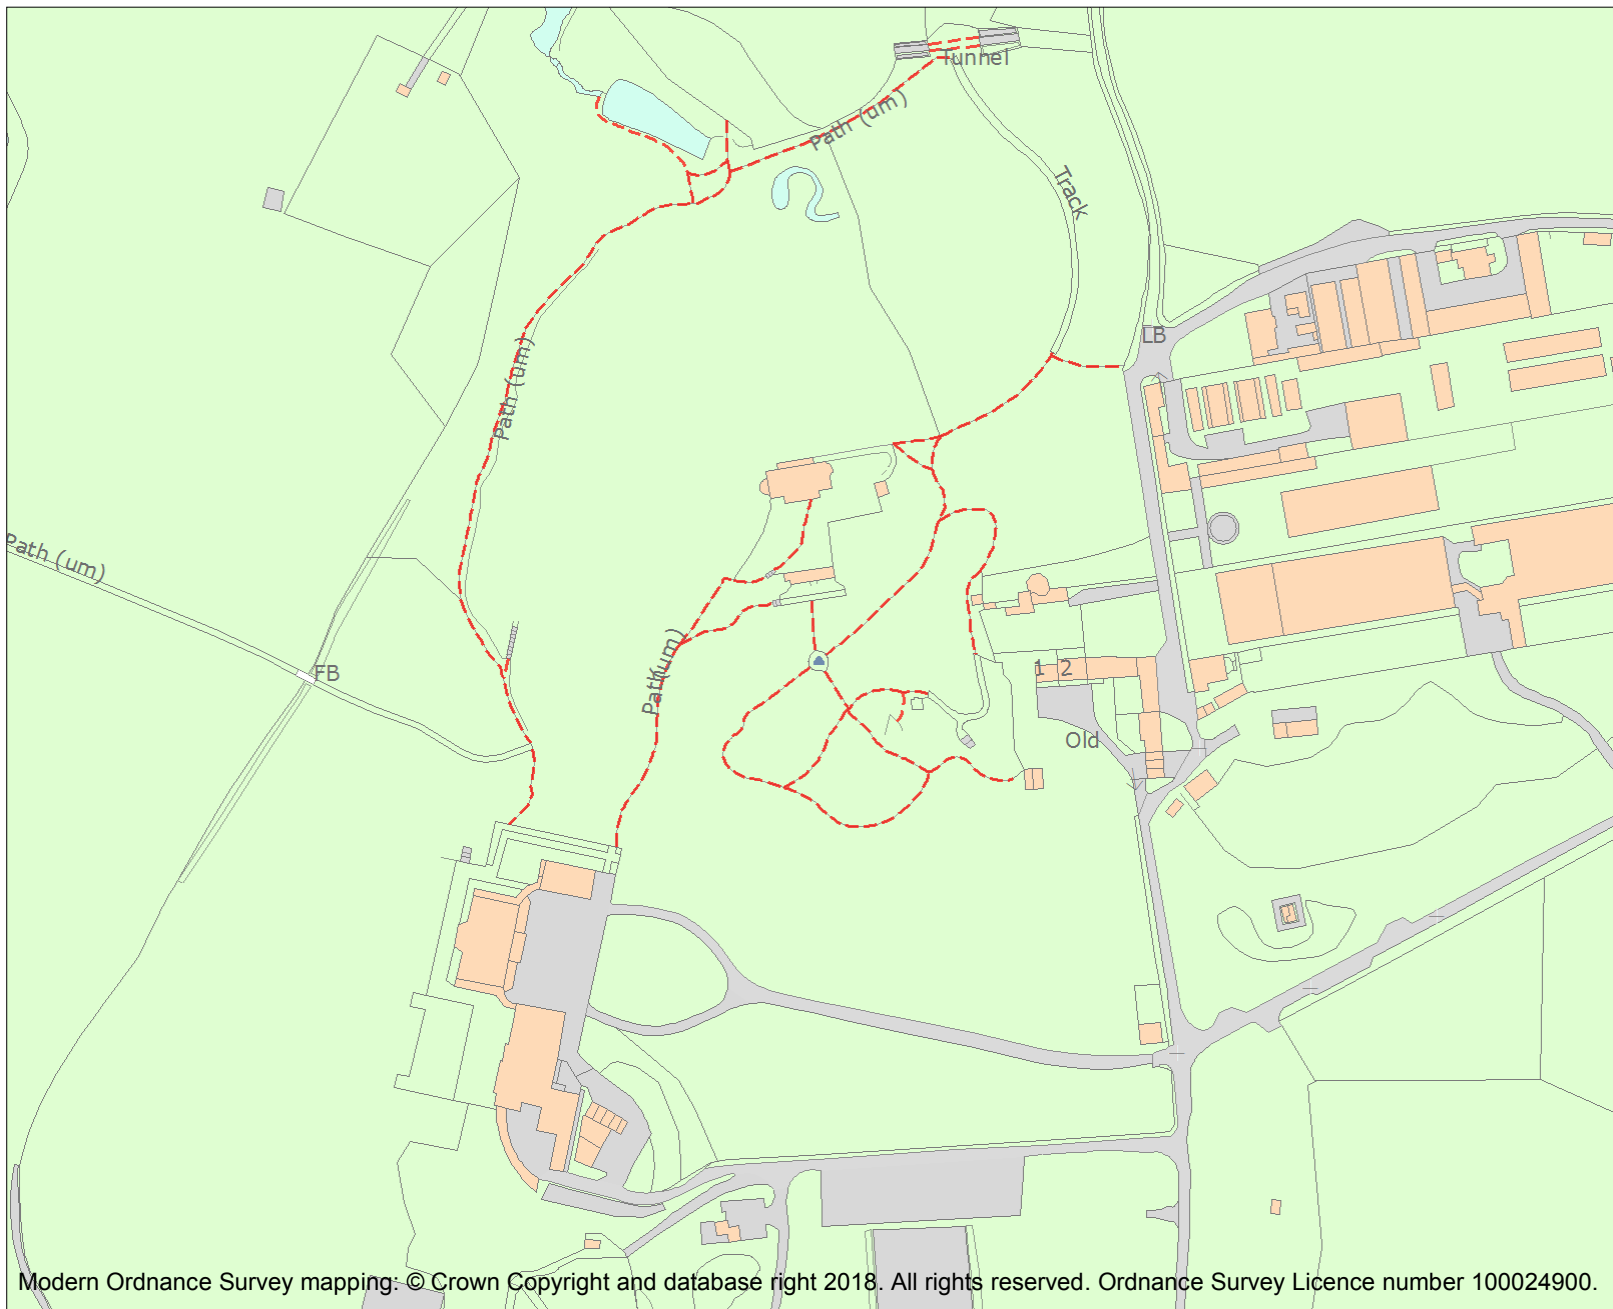 Tunnel
Path (um)
Track
LB
Path (um)
Path (um)
FB
Path(um)
1 2
Old
Modern Ordnance Survey mapping: © Crown Copyright and database right 2018. All rights reserved. Ordnance Survey Licence number 100024900.